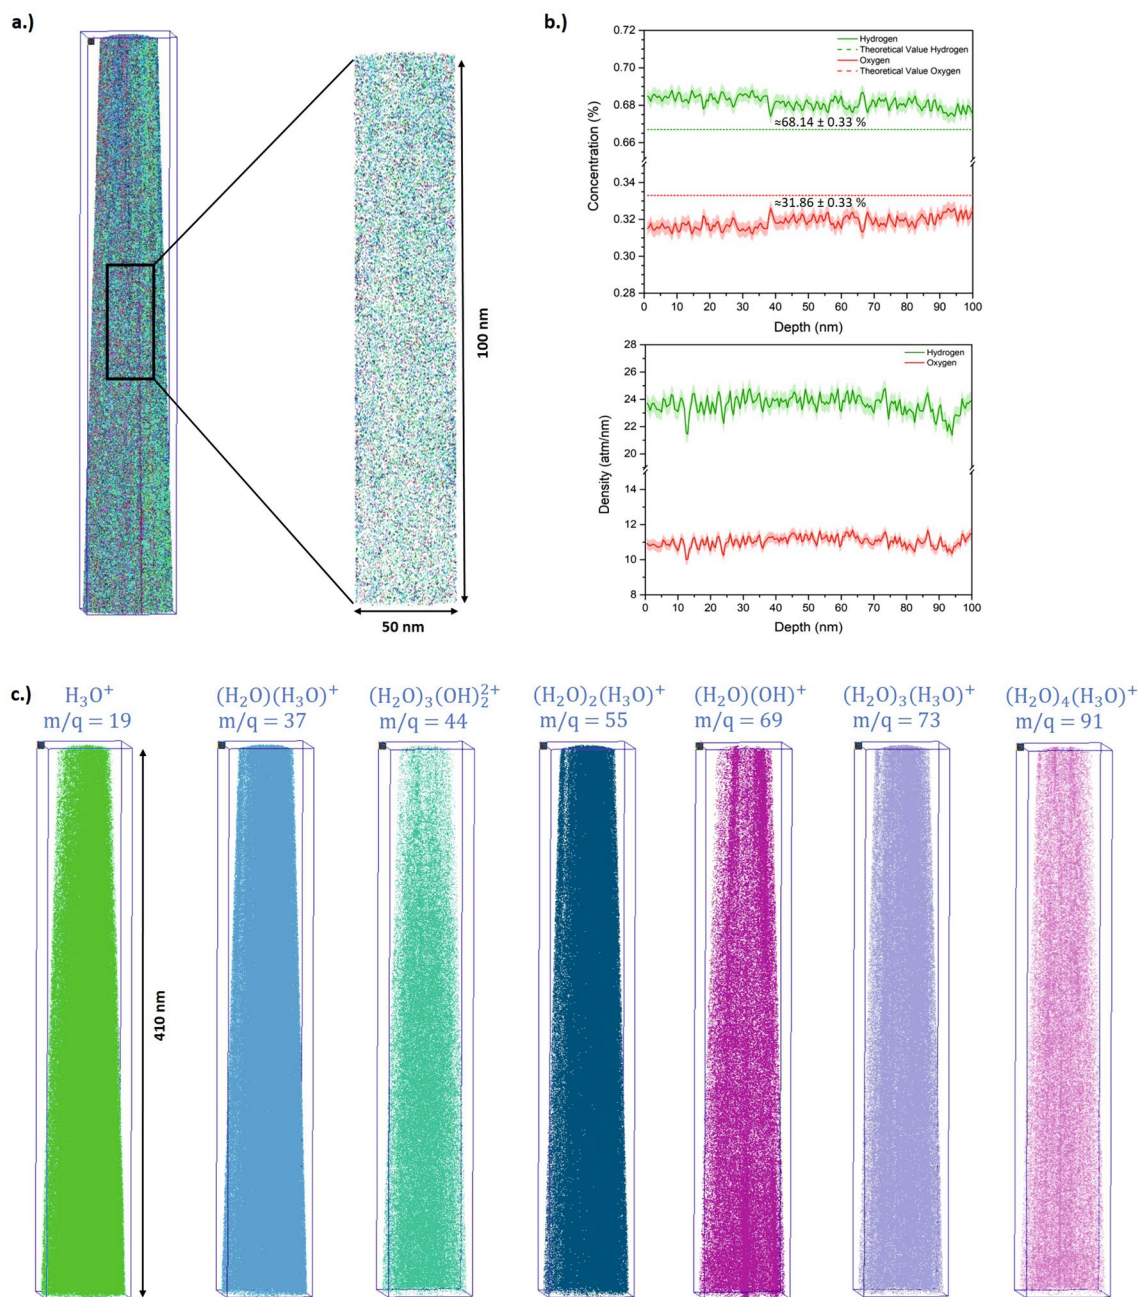 a.)
100 nm
50 nm
b.)
0.72
0.70
0.68
0.66
0.34
0.32
0.30
0.28
Concentration (%)
Hydrogen
Theoretical Value Hydrogen
Oxygen
Theoretical Value Oxygen
≈68.14 ± 0.33 %
≈31.86 ± 0.33 %
0 10 20 30 40 50 60 70 80 90 100
Depth (nm)
28
26
24
22
20
14
12
10
8
Density (atm/nm)
Hydrogen
Oxygen
0 10 20 30 40 50 60 70 80 90 100
Depth (nm)
c.)
H₃O⁺
m/q = 19
(H₂O)(H₃O)⁺
m/q = 37
(H₂O)₃(OH)₂²⁺
m/q = 44
(H₂O)₂(H₃O)⁺
m/q = 55
(H₂O)(OH)⁺
m/q = 69
(H₂O)₃(H₃O)⁺
m/q = 73
(H₂O)₄(H₃O)⁺
m/q = 91
410 nm